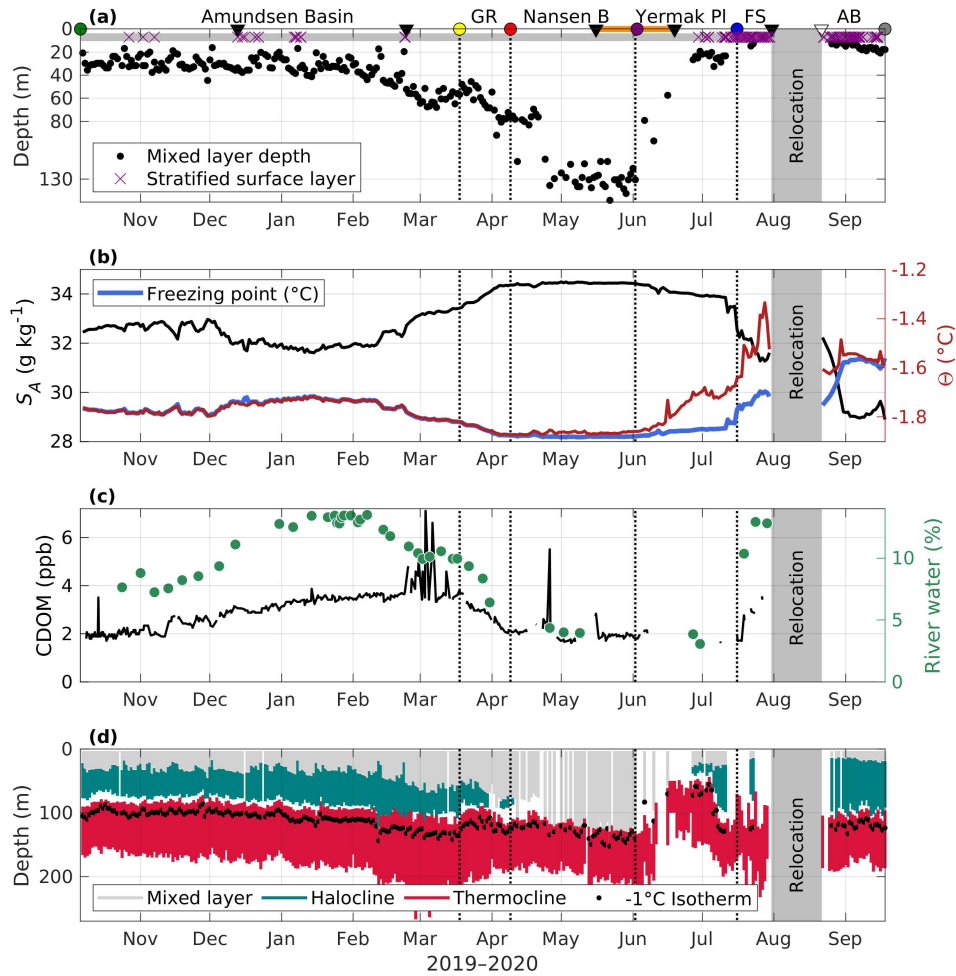 (a)
Amundsen Basin GR Nansen B Yermak Pl FS AB
0
20
40
60
80
130
Depth (m)
Mixed layer depth
Stratified surface layer
Relocation
Nov Dec Jan Feb Mar Apr May Jun Jul Aug Sep
(b)
34
32
30
28
S_A (g kg⁻¹)
Freezing point (°C)
Relocation
-1.2
-1.4
-1.6
-1.8
Θ (°C)
Nov Dec Jan Feb Mar Apr May Jun Jul Aug Sep
(c)
6
4
2
0
CDOM (ppb)
Relocation
10
5
0
River water (%)
Nov Dec Jan Feb Mar Apr May Jun Jul Aug Sep
(d)
0
100
200
Depth (m)
Relocation
Mixed layer Halocline Thermocline -1°C Isotherm
Nov Dec Jan Feb Mar Apr May Jun Jul Aug Sep
2019–2020